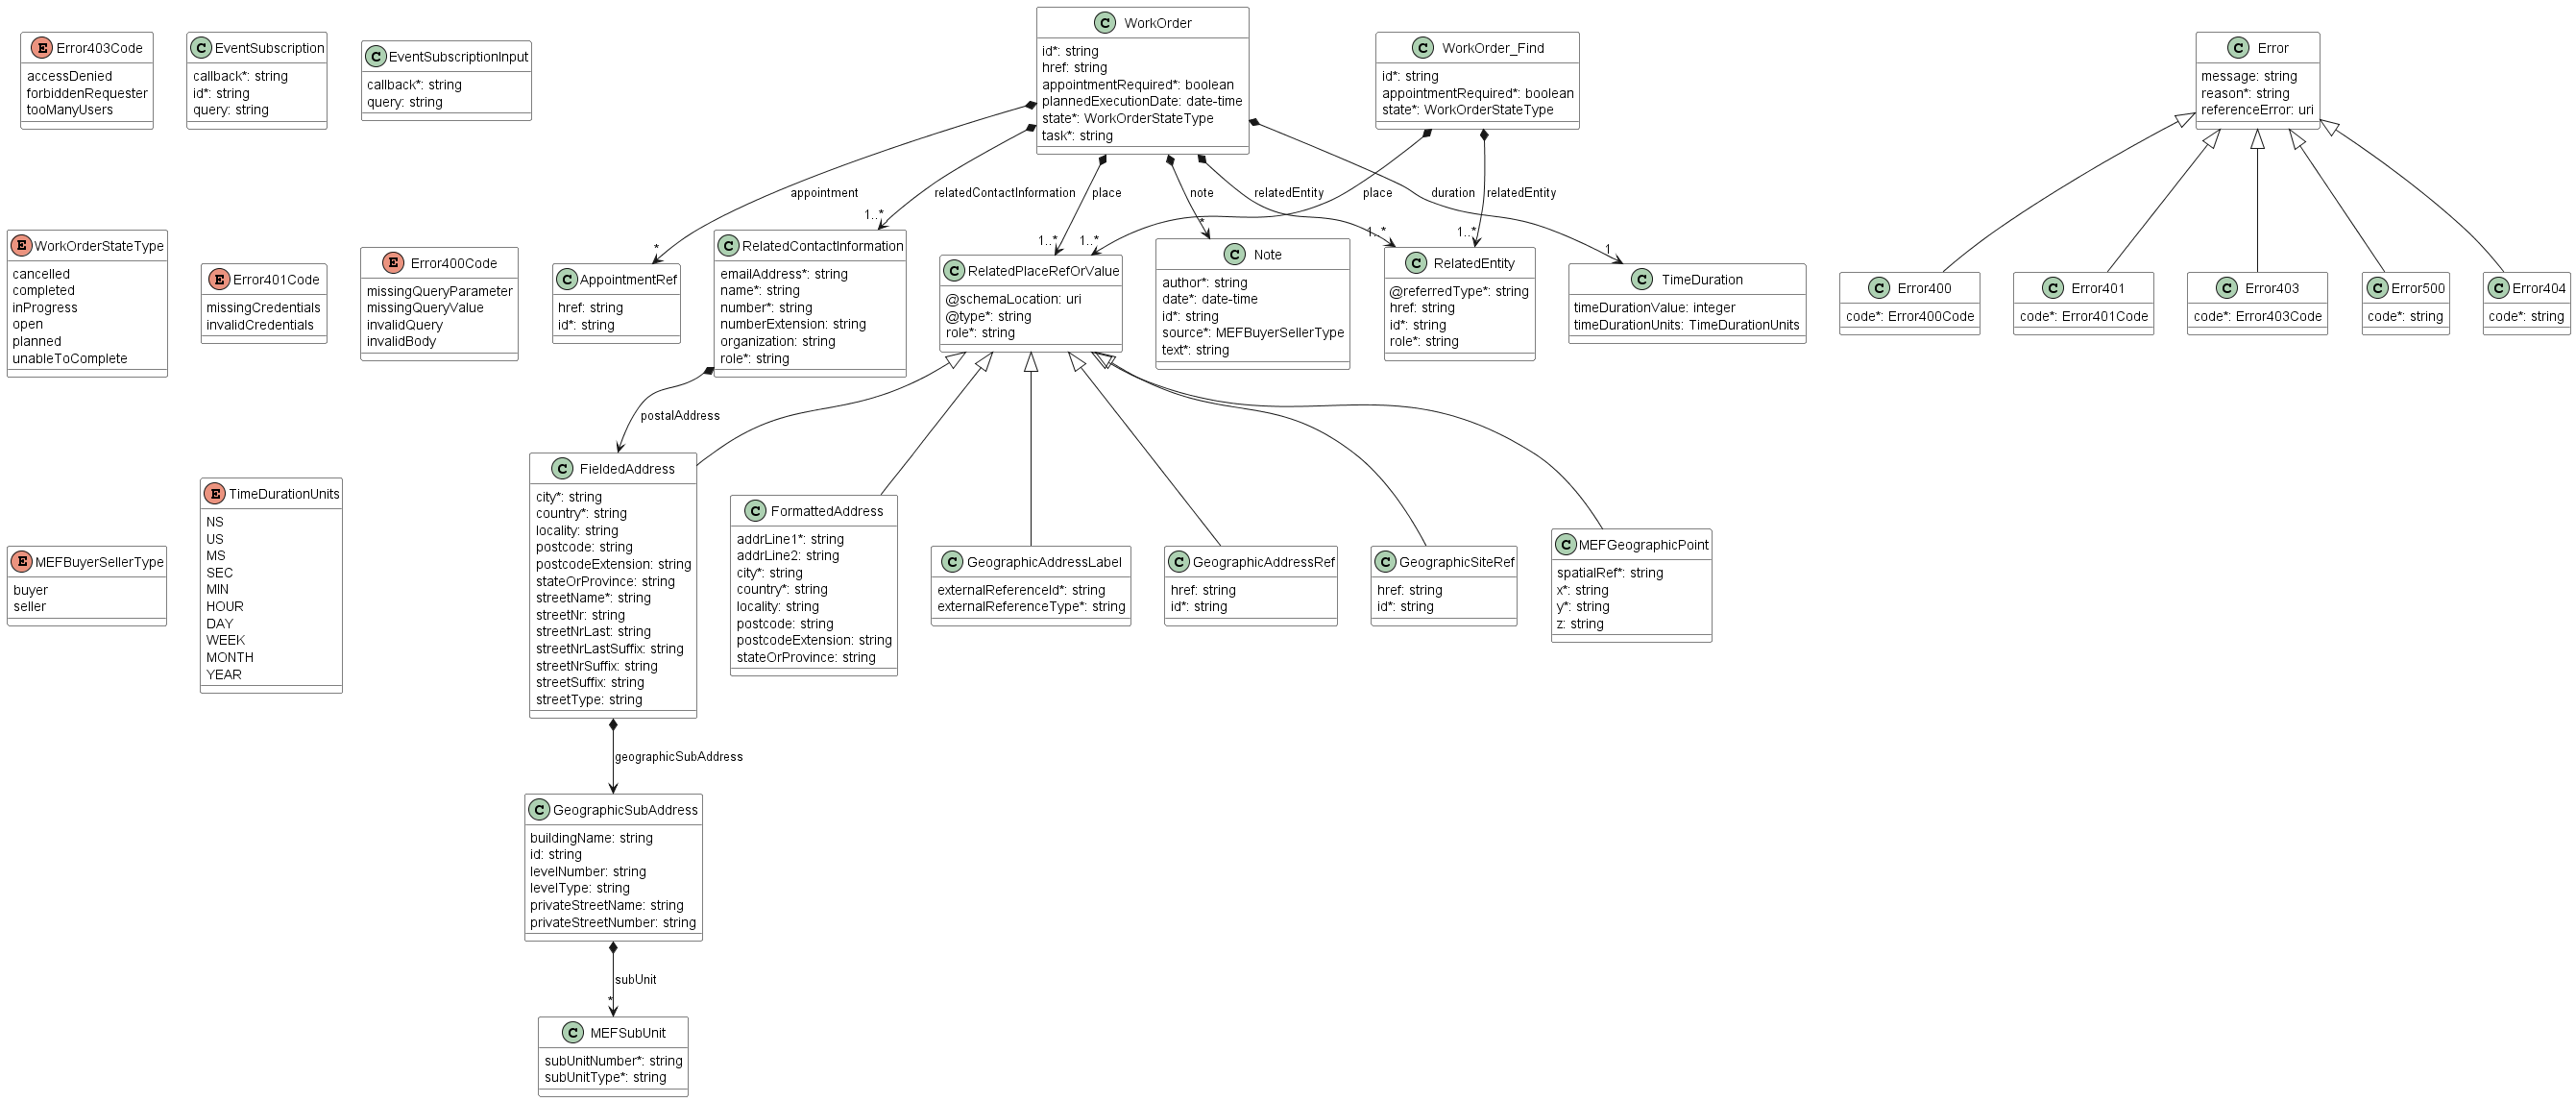 E Error403Code
accessDenied
forbiddenRequester
tooManyUsers
C EventSubscription
callback*: string
id*: string
query: string
C EventSubscriptionInput
callback*: string
query: string
C WorkOrder
id*: string
href: string
appointmentRequired*: boolean
plannedExecutionDate: date-time
state*: WorkOrderStateType
task*: string
C WorkOrder_Find
id*: string
appointmentRequired*: boolean
state*: WorkOrderStateType
C Error
message: string
reason*: string
referenceError: uri
appointment
relatedContactInformation
place
note
relatedEntity
place
duration
relatedEntity
*
1..*
1..*
1..*
*
1..*
1..*
1
E WorkOrderStateType
cancelled
completed
inProgress
open
planned
unableToComplete
E Error401Code
missingCredentials
invalidCredentials
E Error400Code
missingQueryParameter
missingQueryValue
invalidQuery
invalidBody
C AppointmentRef
href: string
id*: string
C RelatedContactInformation
emailAddress*: string
name*: string
number*: string
numberExtension: string
organization: string
role*: string
C RelatedPlaceRefOrValue
@schemaLocation: uri
@type*: string
role*: string
C Note
author*: string
date*: date-time
id*: string
source*: MEFBuyerSellerType
text*: string
C RelatedEntity
@referredType*: string
href: string
id*: string
role*: string
C TimeDuration
timeDurationValue: integer
timeDurationUnits: TimeDurationUnits
C Error400
code*: Error400Code
C Error401
code*: Error401Code
C Error403
code*: Error403Code
C Error500
code*: string
C Error404
code*: string
postalAddress
E MEFBuyerSellerType
buyer
seller
E TimeDurationUnits
NS
US
MS
SEC
MIN
HOUR
DAY
WEEK
MONTH
YEAR
C FieldedAddress
city*: string
country*: string
locality: string
postcode: string
postcodeExtension: string
stateOrProvince: string
streetName*: string
streetNr: string
streetNrLast: string
streetNrLastSuffix: string
streetNrSuffix: string
streetSuffix: string
streetType: string
C FormattedAddress
addrLine1*: string
addrLine2: string
city*: string
country*: string
locality: string
postcode: string
postcodeExtension: string
stateOrProvince: string
C GeographicAddressLabel
externalReferenceId*: string
externalReferenceType*: string
C GeographicAddressRef
href: string
id*: string
C GeographicSiteRef
href: string
id*: string
C MEFGeographicPoint
spatialRef*: string
x*: string
y*: string
z: string
geographicSubAddress
C GeographicSubAddress
buildingName: string
id: string
levelNumber: string
levelType: string
privateStreetName: string
privateStreetNumber: string
subUnit
*
C MEFSubUnit
subUnitNumber*: string
subUnitType*: string